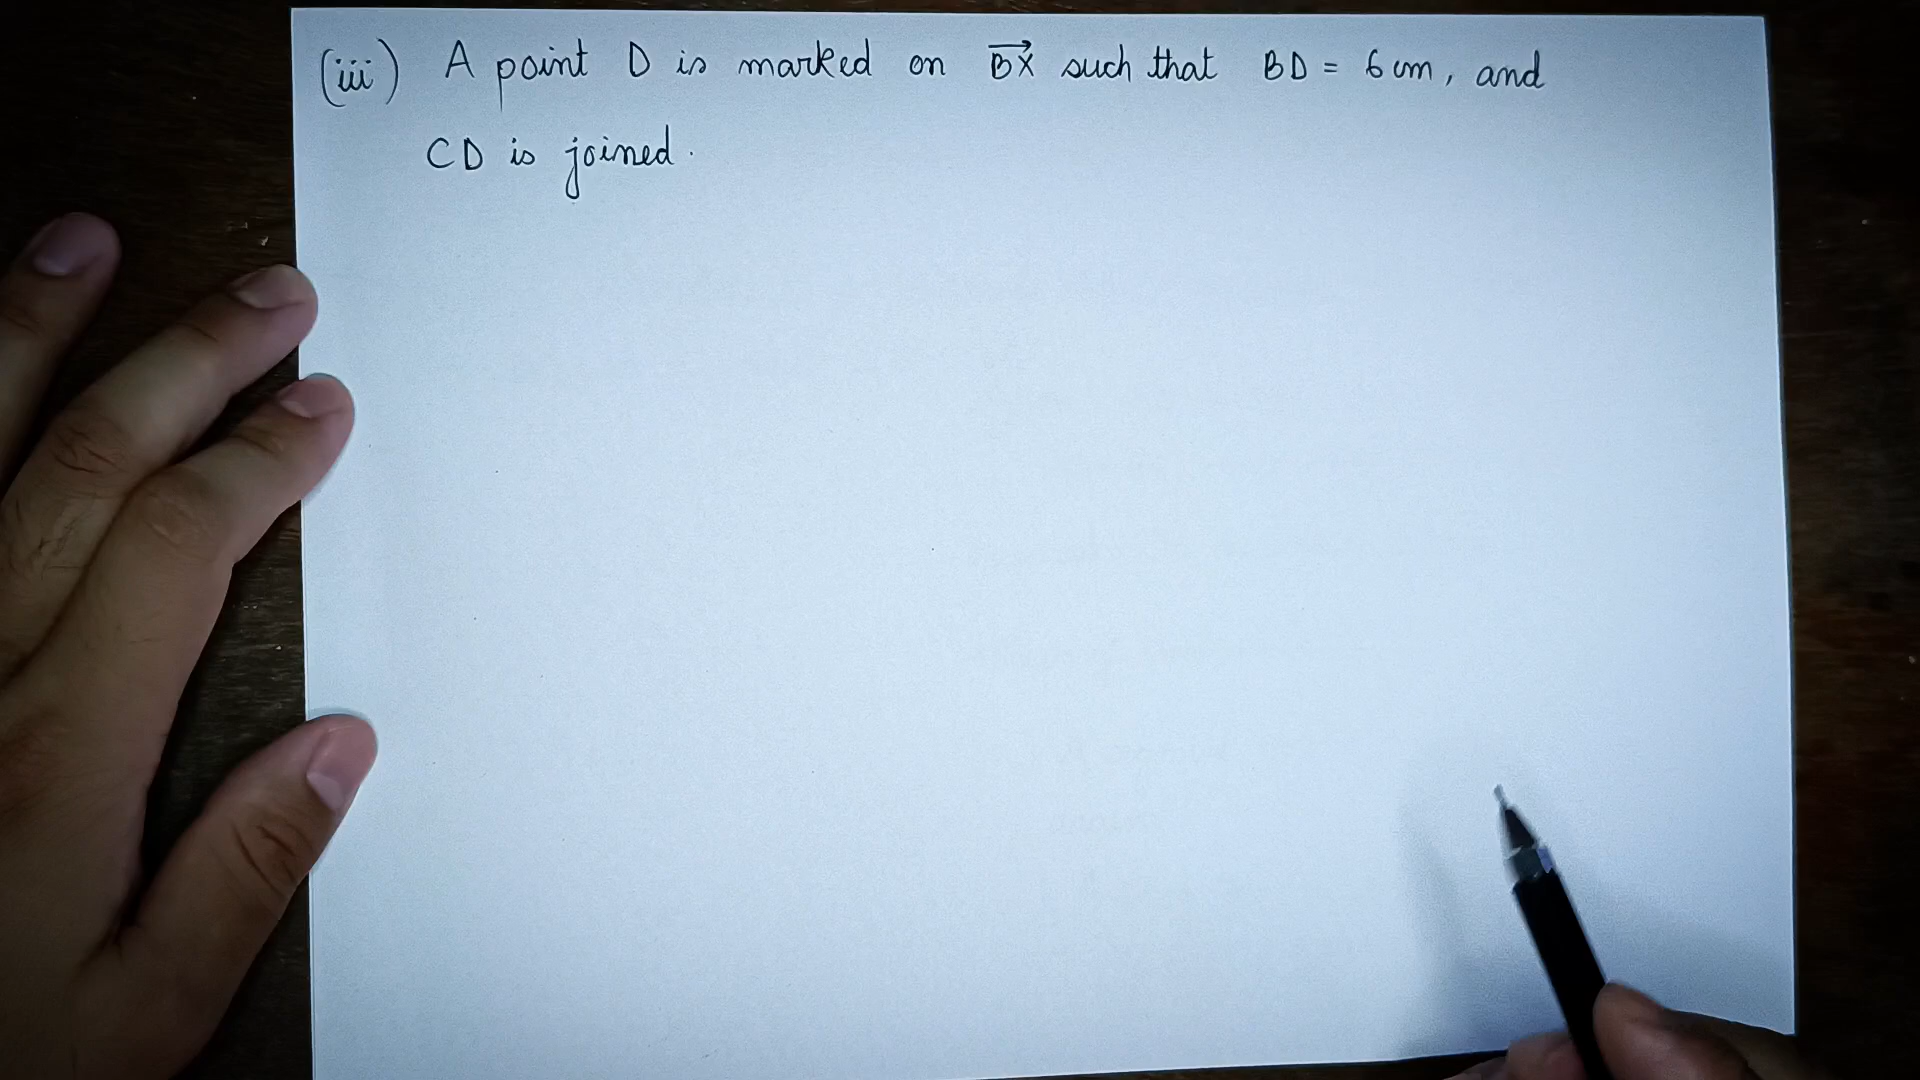 (iii) A point D is marked on \overrightarrow{BX} such that BD = 6 cm, and
CD is joined.